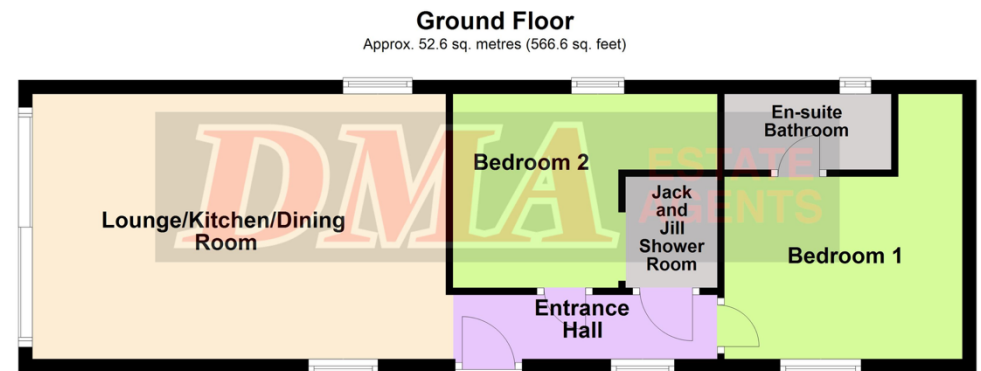 Ground Floor
Approx. 52.6 sq. metres (566.6 sq. feet)
En-suite
Bathroom
Bedroom 2
DMA
ESTATE
AGENTS
Jack
and
Jill
Shower
Room
Lounge/Kitchen/Dining
Room
Bedroom 1
Entrance
Hall